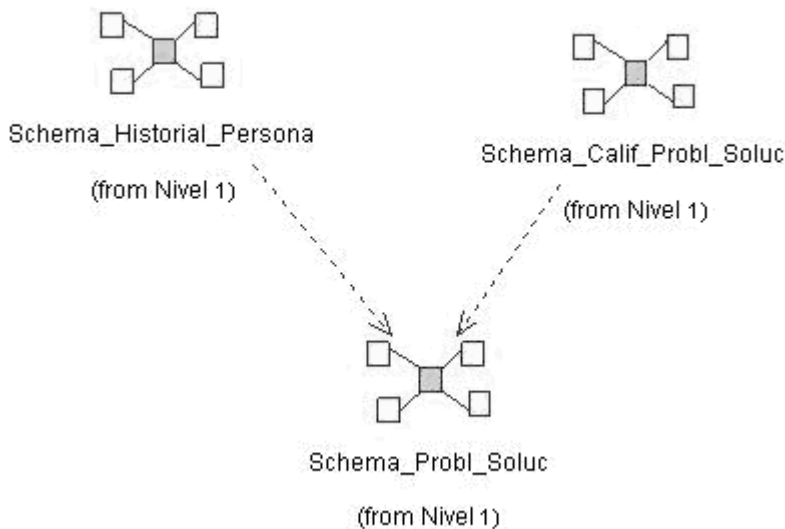 Schema_Historial_Persona
(from Nivel 1)
Schema_Calif_Probl_Soluc
(from Nivel 1)
Schema_Probl_Soluc
(from Nivel 1)